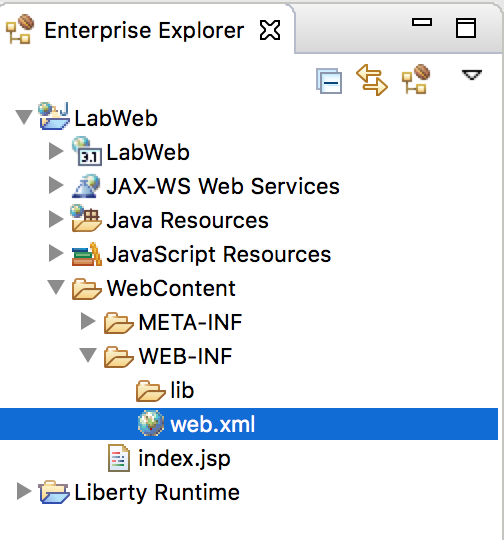 Enterprise Explorer
LabWeb
3.1 LabWeb
JAX-WS Web Services
Java Resources
JavaScript Resources
WebContent
META-INF
WEB-INF
lib
web.xml
index.jsp
Liberty Runtime